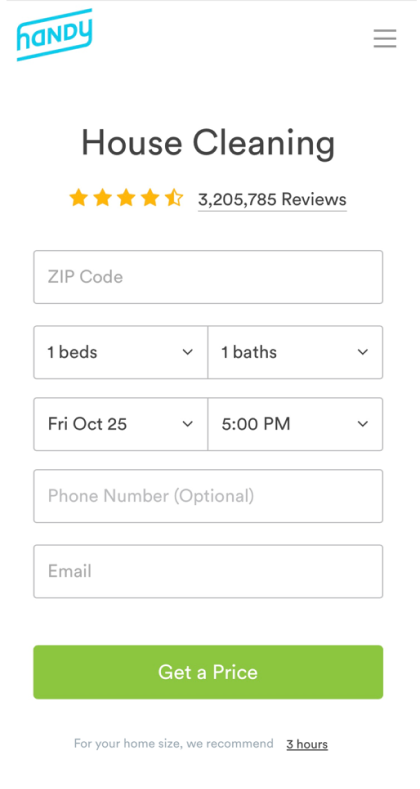 handy
House Cleaning
3,205,785 Reviews
ZIP Code
1 beds 1 baths
Fri Oct 25 5:00 PM
Phone Number (Optional)
Email
Get a Price
For your home size, we recommend 3 hours